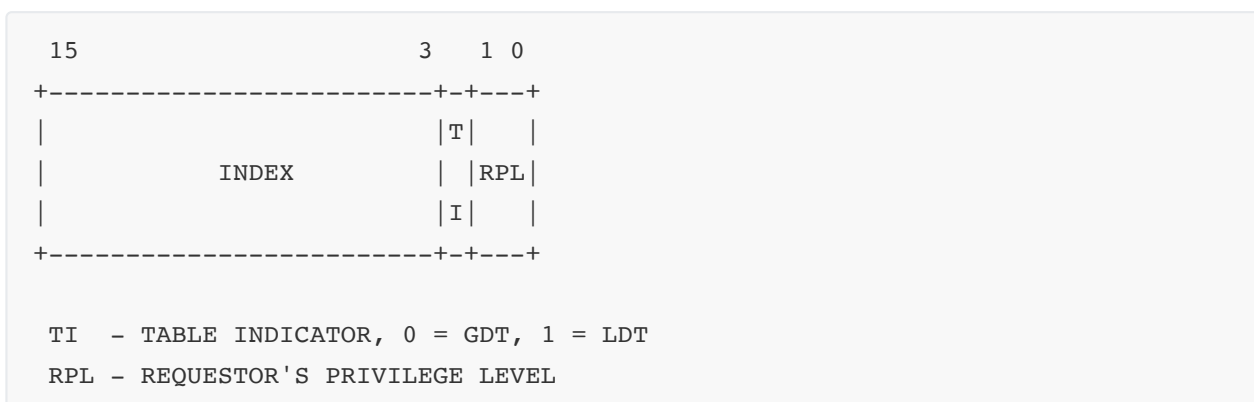 15                      3   1 0
+-------------------------+-+---+
|                         |T|   |
|           INDEX         | |RPL|
|                         |I|   |
+-------------------------+-+---+
 TI  - TABLE INDICATOR, 0 = GDT, 1 = LDT
 RPL - REQUESTOR'S PRIVILEGE LEVEL